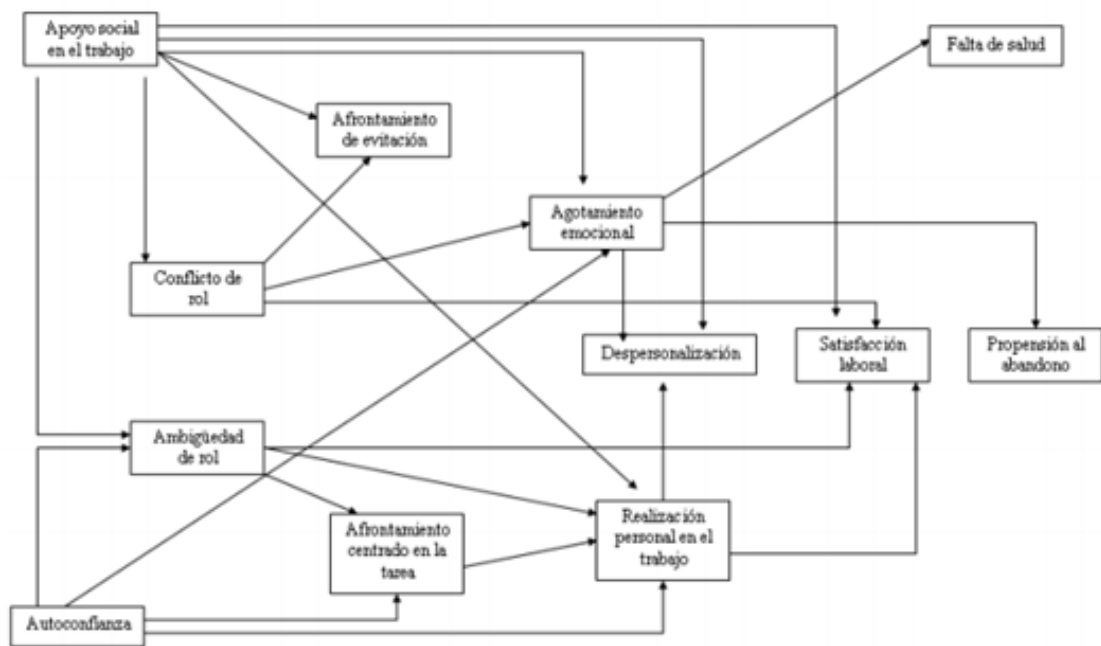 Apoyo social
en el trabajo
Falta de salud
Afrontamiento
de evitación
Agotamiento
emocional
Conflicto de
rol
Despersonalización
Satisfacción
laboral
Propensión al
abandono
Ambigüedad
de rol
Afrontamiento
centrado en la
tarea
Realización
personal en el
trabajo
Autoconfianza